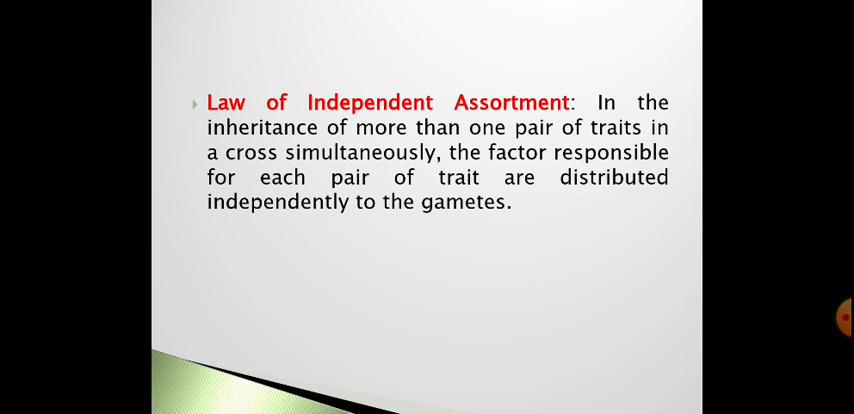 Law of Independent Assortment: In the
inheritance of more than one pair of traits in
a cross simultaneously, the factor responsible
for each pair of trait are distributed
independently to the gametes.